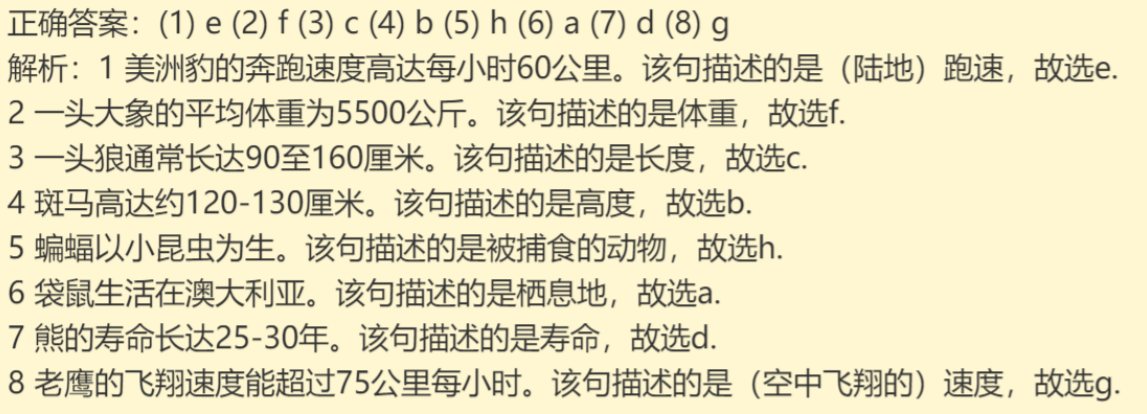 正确答案：(1) e (2) f (3) c (4) b (5) h (6) a (7) d (8) g
解析：1 美洲豹的奔跑速度高达每小时60公里。该句描述的是（陆地）跑速，故选e.
2 一头大象的平均体重为5500公斤。该句描述的是体重，故选f.
3 一头狼通常长达90至160厘米。该句描述的是长度，故选c.
4 斑马高达约120-130厘米。该句描述的是高度，故选b.
5 蝙蝠以小昆虫为生。该句描述的是被捕食的动物，故选h.
6 袋鼠生活在澳大利亚。该句描述的是栖息地，故选a.
7 熊的寿命长达25-30年。该句描述的是寿命，故选d.
8 老鹰的飞翔速度能超过75公里每小时。该句描述的是（空中飞翔的）速度，故选g.